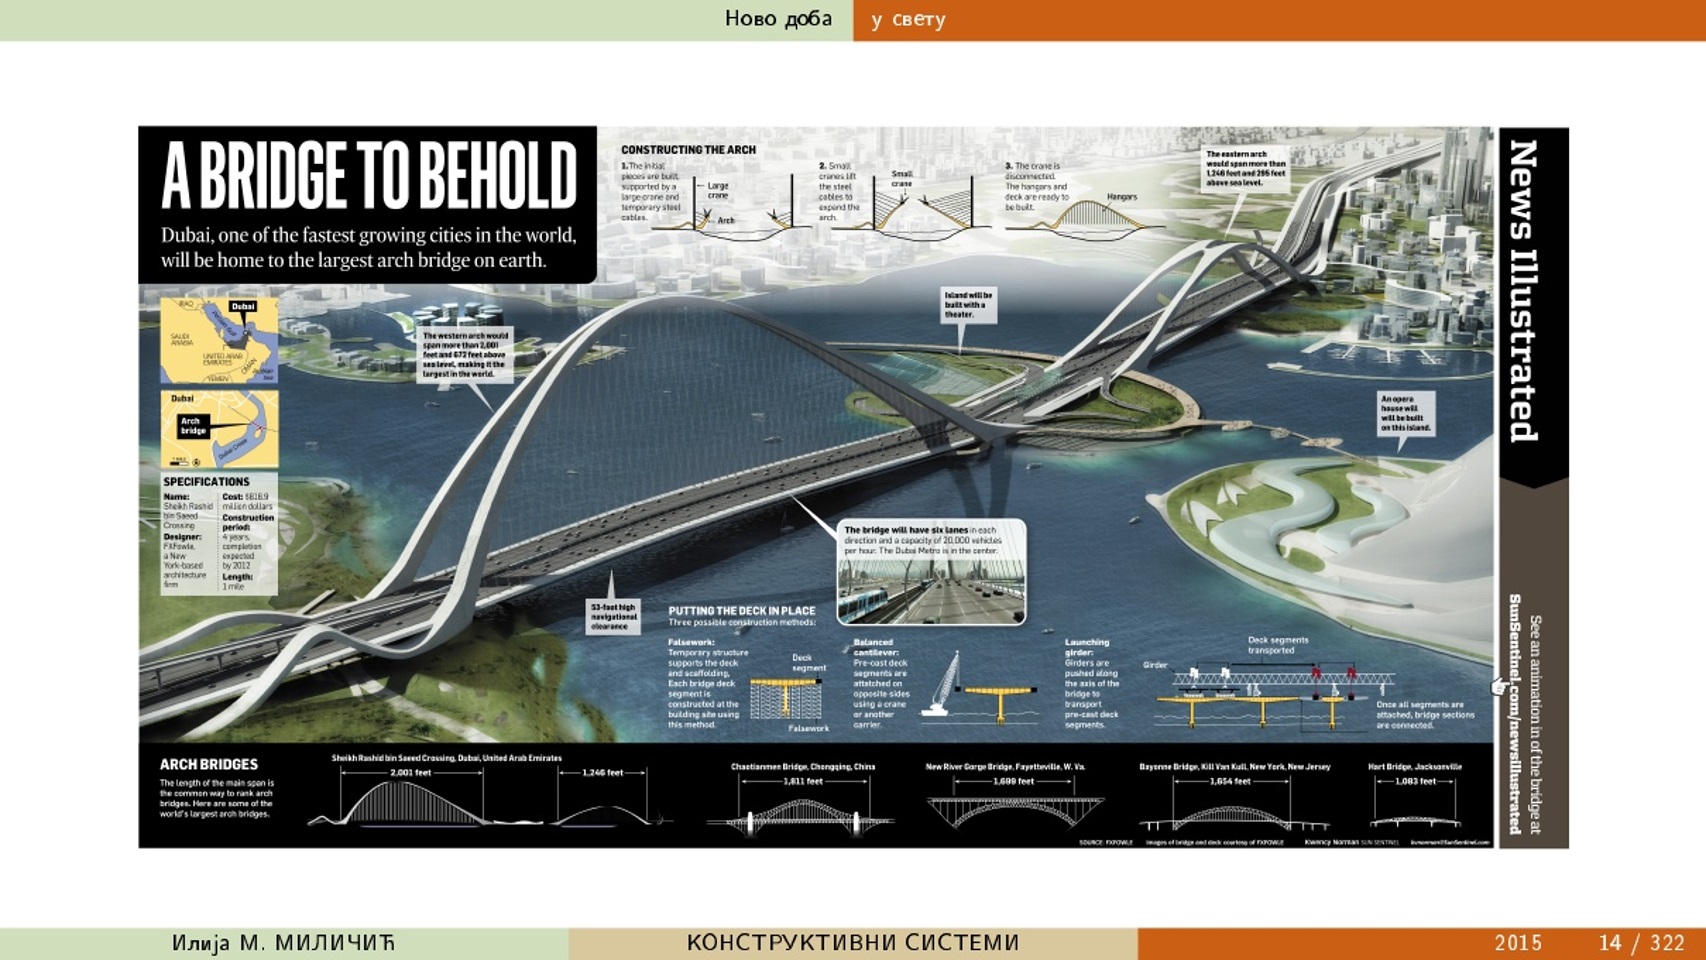 Ново доба
у свету
A BRIDGE TO BEHOLD
Dubai, one of the fastest growing cities in the world,
will be home to the largest arch bridge on earth.
CONSTRUCTING THE ARCH
1. The initial
pieces are built,
supported by a
large crane and
temporary steel
cables.
Large
crane
Arch
2. Small
cranes lift
the steel
cables to
expand the
arch.
Small
crane
3. The crane is
disconnected.
The hangars and
deck are ready to
be built.
Hangars
The eastern arch
would span more than
1,246 feet and 295 feet
above sea level.
Island will be
built with a
theater.
The western arch would
span more than 2,001
feet and 673 feet above
sea level, making it the
largest in the world.
An opera
house will
will be built
on this island.
IRAQ
Dubai
SAUDI
ARABIA
UNITED ARAB
EMIRATES
OMAN
YEMEN
Dubai
Arch
bridge
Dubai Creek
SPECIFICATIONS
Name:
Sheikh Rashid
bin Saeed
Crossing
Designer:
FXFowle,
a New
York-based
architecture
firm
Cost: $816.9
million dollars
Construction
period:
4 years,
completion
expected
by 2012
Length:
1 mile
The bridge will have six lanes in each
direction and a capacity of 20,000 vehicles
per hour. The Dubai Metro is in the center.
53-foot high
navigational
clearance
PUTTING THE DECK IN PLACE
Three possible construction methods:
Falsework:
Temporary structure
supports the deck
and scaffolding.
Each bridge deck
segment is
constructed at the
building site using
this method.
Deck
segment
Falsework
Balanced
cantilever:
Pre-cast deck
segments are
attatched on
opposite sides
using a crane
or another
carrier.
Launching
girder:
Girders are
pushed along
the axis of the
bridge to
transport
pre-cast deck
segments.
Girder
Deck segments
transported
Once all segments are
attached, bridge sections
are connected.
ARCH BRIDGES
The length of the main span is
the common way to rank arch
bridges. Here are some of the
world's largest arch bridges.
Sheikh Rashid bin Saeed Crossing, Dubai, United Arab Emirates
2,001 feet
1,246 feet
Chaotianmen Bridge, Chongqing, China
1,811 feet
New River Gorge Bridge, Fayetteville, W. Va.
1,699 feet
Bayonne Bridge, Kill Van Kull, New York, New Jersey
1,654 feet
Hart Bridge, Jacksonville
1,083 feet
SOURCE: FXFOWLE
Images of bridge and deck courtesy of FXFOWLE
Kwency Norman SUN SENTINEL
News Illustrated
See an animation in of the bridge at
SunSentinel.com/newsillustrated
Илија М. МИЛИЧИЋ
КОНСТРУКТИВНИ СИСТЕМИ
2015
14 / 322